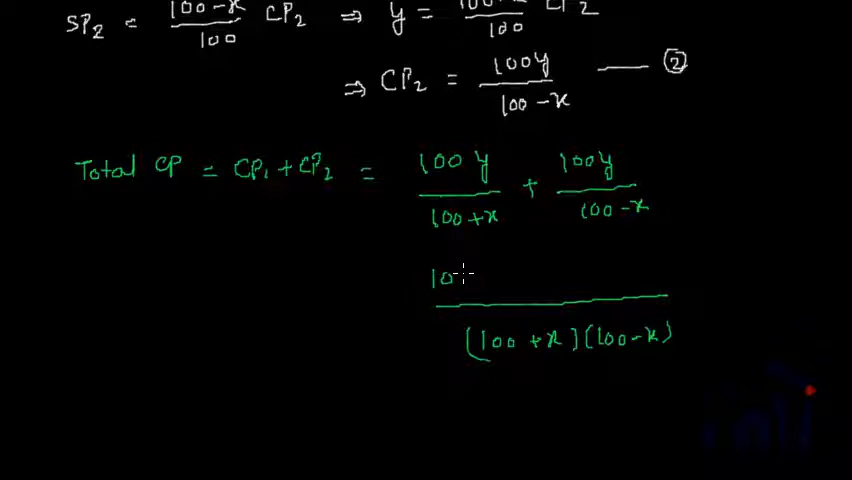 SP₂ = 100-x/100 CP₂ ⇒ y = 100-x/100 CP₂
⇒ CP₂ = 100y/100-x —— ②
Total CP = CP₁ + CP₂ = 100y/100+x + 100y/100-x
10
(100+x)(100-x)